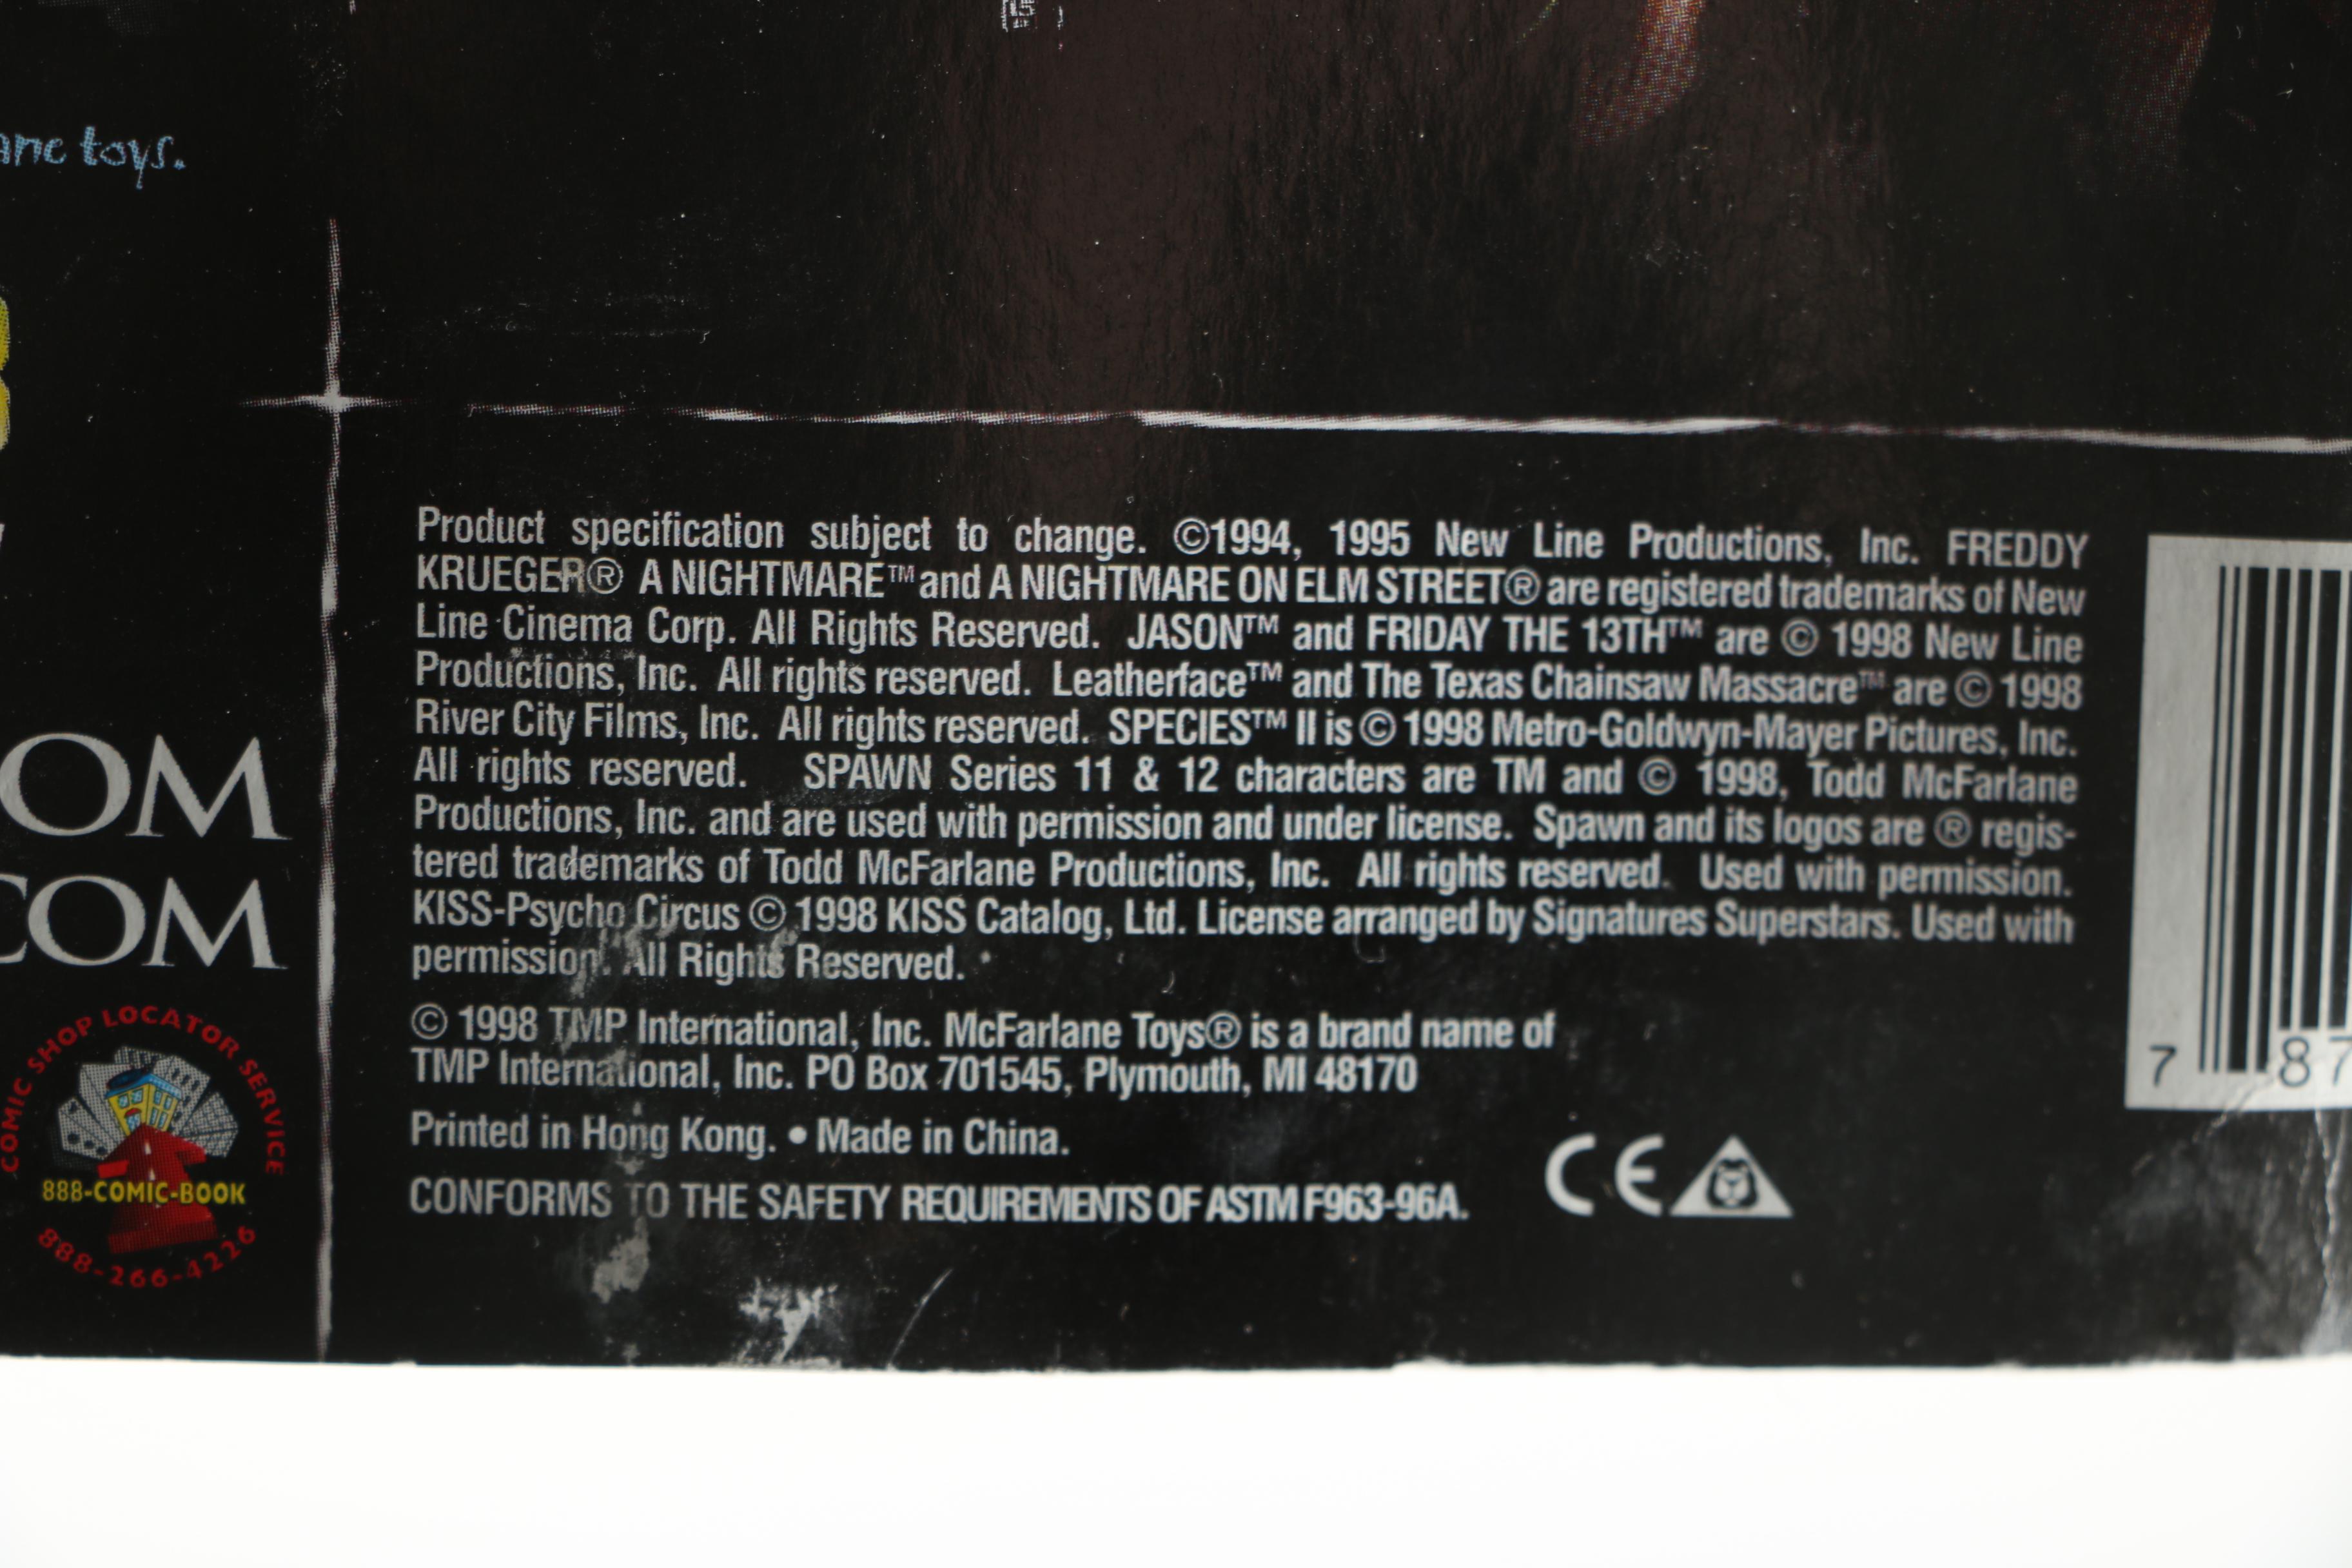 toys.
OM
COM
COMIC SHOP LOCATOR SERVICE
888-COMIC-BOOK
888-266-4226
Product specification subject to change. ©1994, 1995 New Line Productions, Inc. FREDDY
KRUEGER® A NIGHTMARE™ and A NIGHTMARE ON ELM STREET® are registered trademarks of New
Line Cinema Corp. All Rights Reserved. JASON™ and FRIDAY THE 13TH™ are © 1998 New Line
Productions, Inc. All rights reserved. Leatherface™ and The Texas Chainsaw Massacre™ are © 1998
River City Films, Inc. All rights reserved. SPECIES™ II is © 1998 Metro-Goldwyn-Mayer Pictures, Inc.
All rights reserved. SPAWN Series 11 & 12 characters are TM and © 1998, Todd McFarlane
Productions, Inc. and are used with permission and under license. Spawn and its logos are ® regis-
tered trademarks of Todd McFarlane Productions, Inc. All rights reserved. Used with permission.
KISS-Psycho Circus © 1998 KISS Catalog, Ltd. License arranged by Signatures Superstars. Used with
permission. All Rights Reserved.
© 1998 TMP International, Inc. McFarlane Toys® is a brand name of
TMP International, Inc. PO Box 701545, Plymouth, MI 48170
Printed in Hong Kong. • Made in China.
CONFORMS TO THE SAFETY REQUIREMENTS OF ASTM F963-96A.
CE
7 87